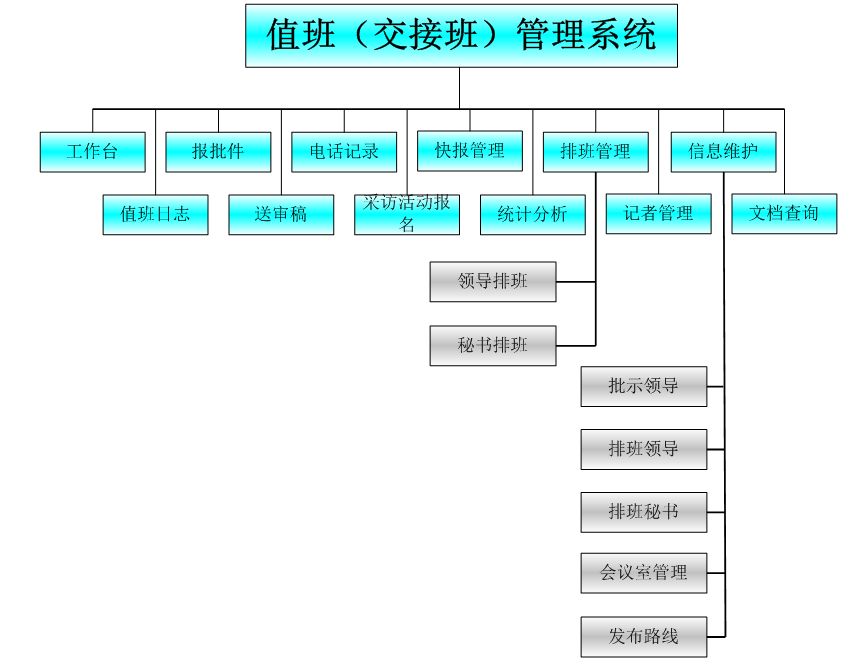 值班（交接班）管理系统
工作台
报批件
电话记录
快报管理
排班管理
信息维护
值班日志
送审稿
采访活动报
名
统计分析
记者管理
文档查询
领导排班
秘书排班
批示领导
排班领导
排班秘书
会议室管理
发布路线